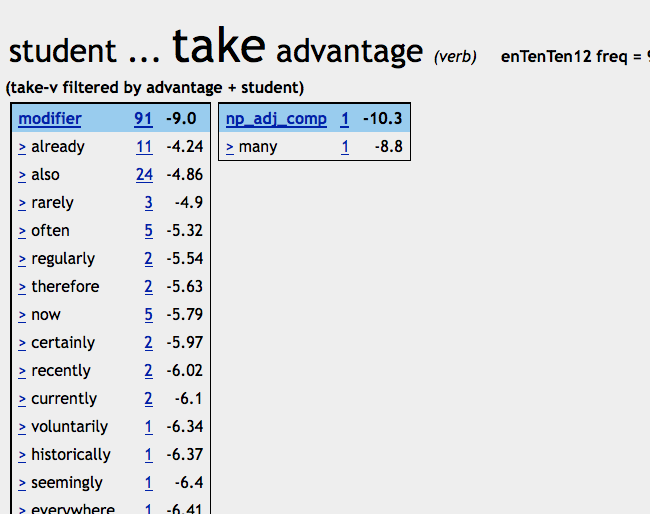 student ... take advantage (verb) enTenTen12 freq =
(take-v filtered by advantage + student)
modifier 91 -9.0
> already 11 -4.24
> also 24 -4.86
> rarely 3 -4.9
> often 5 -5.32
> regularly 2 -5.54
> therefore 2 -5.63
> now 5 -5.79
> certainly 2 -5.97
> recently 2 -6.02
> currently 2 -6.1
> voluntarily 1 -6.34
> historically 1 -6.37
> seemingly 1 -6.4
> everywhere 1 -6.41
np_adj_comp 1 -10.3
> many 1 -8.8